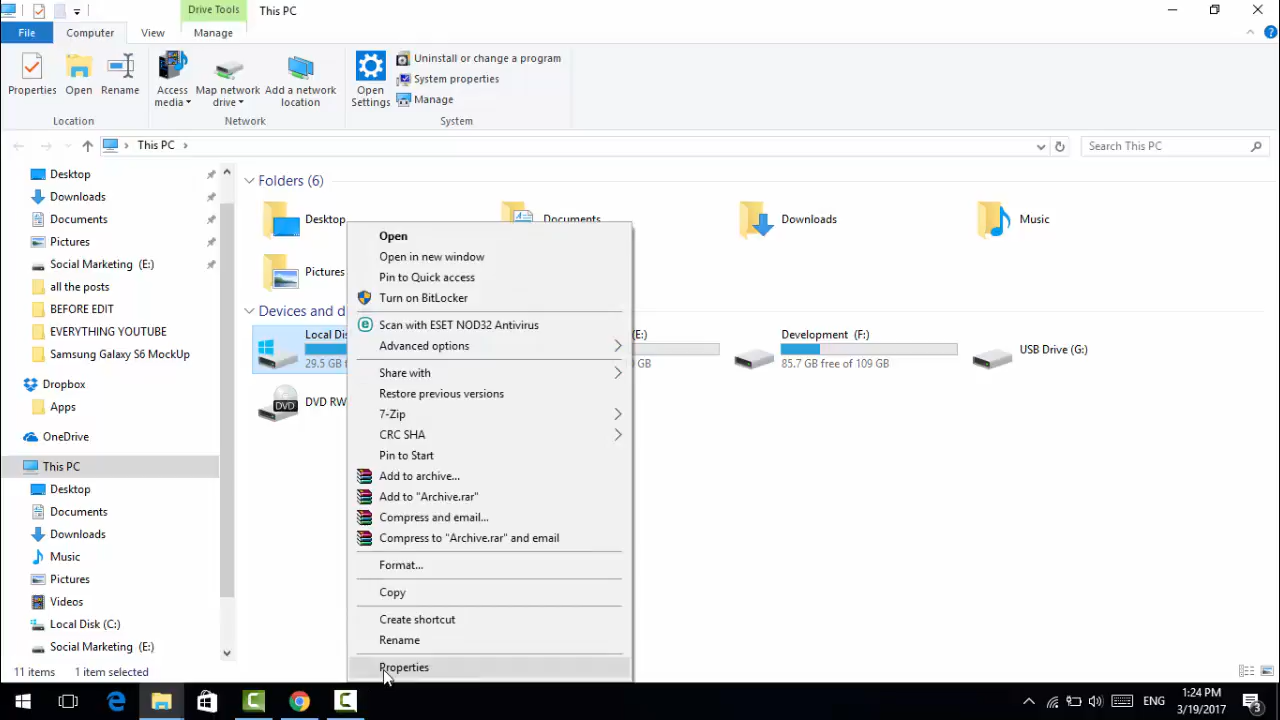 Drive Tools
This PC
File
Computer
View
Manage
Properties
Open
Rename
Access
media
Map network
drive
Add a network
location
Open
Settings
Uninstall or change a program
System properties
Manage
Location
Network
System
This PC
Search This PC
Desktop
Downloads
Documents
Pictures
Social Marketing (E:)
all the posts
BEFORE EDIT
EVERYTHING YOUTUBE
Samsung Galaxy S6 MockUp
Dropbox
Apps
OneDrive
This PC
Desktop
Documents
Downloads
Music
Pictures
Videos
Local Disk (C:)
Social Marketing (E:)
Folders (6)
Desktop
Documents
Downloads
Music
Pictures
Devices and d
Local Dis
29.5 GB f
(E:)
GB
Development (F:)
85.7 GB free of 109 GB
USB Drive (G:)
DVD RW
DVD
Open
Open in new window
Pin to Quick access
Turn on BitLocker
Scan with ESET NOD32 Antivirus
Advanced options
Share with
Restore previous versions
7-Zip
CRC SHA
Pin to Start
Add to archive...
Add to "Archive.rar"
Compress and email...
Compress to "Archive.rar" and email
Format...
Copy
Create shortcut
Rename
Properties
11 items
1 item selected
ENG
1:24 PM
3/19/2017
3